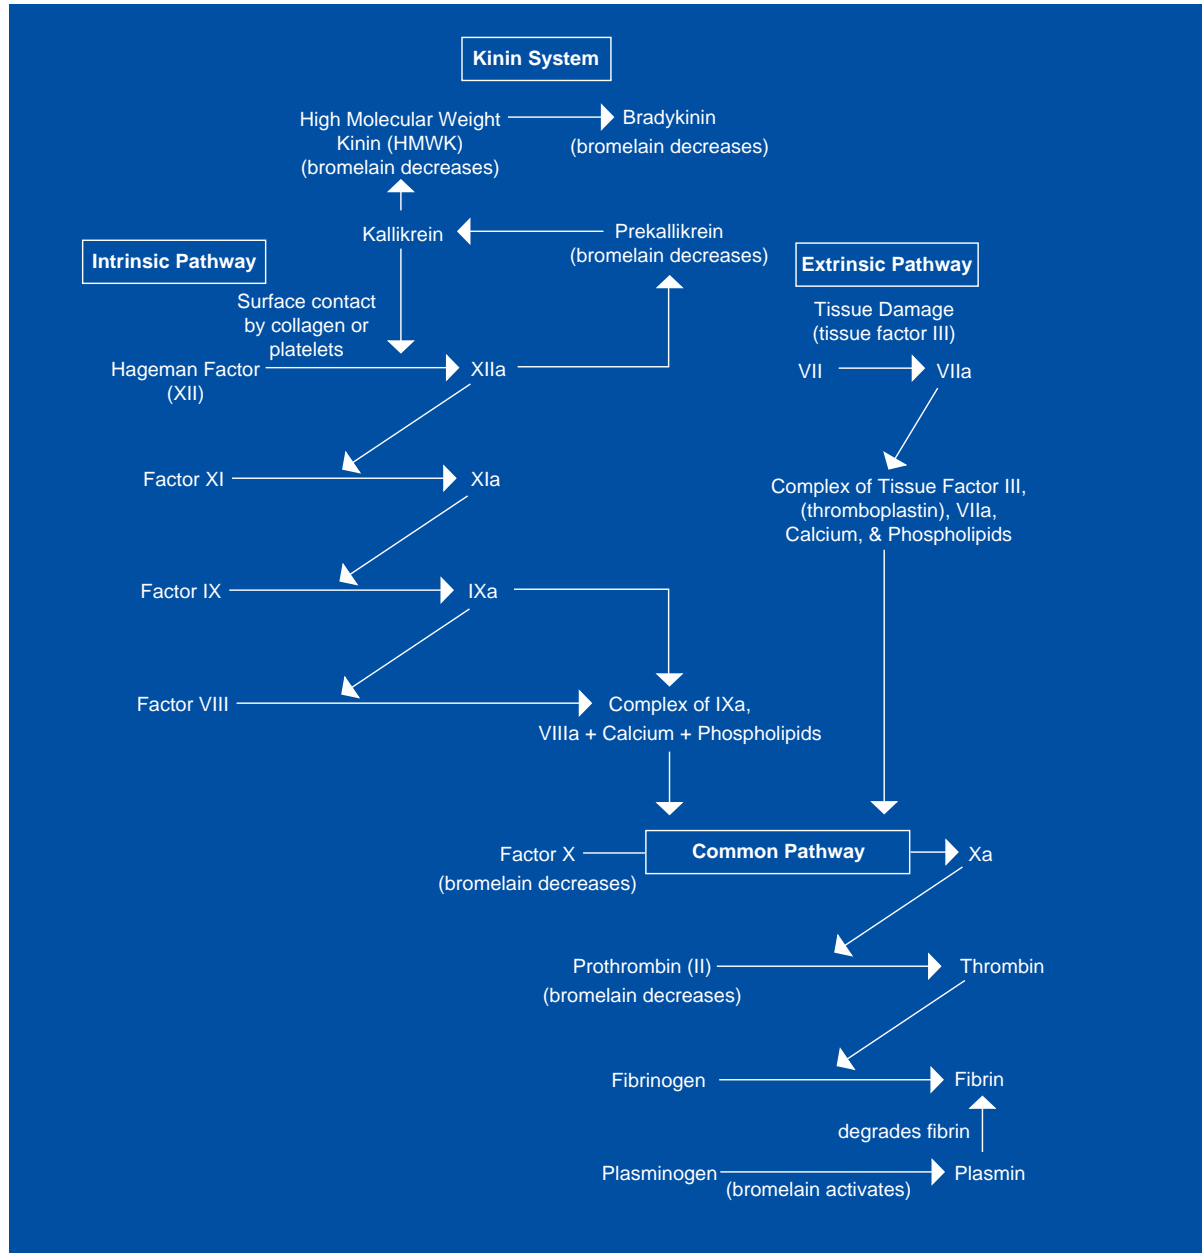 Kinin System
High Molecular Weight
Kinin (HMWK)
(bromelain decreases)
Bradykinin
(bromelain decreases)
Kallikrein
Prekallikrein
(bromelain decreases)
Intrinsic Pathway
Extrinsic Pathway
Surface contact
by collagen or
platelets
Tissue Damage
(tissue factor III)
Hageman Factor
(XII)
XIIa
VII
VIIa
Factor XI
XIa
Complex of Tissue Factor III,
(thromboplastin), VIIa,
Calcium, & Phospholipids
Factor IX
IXa
Factor VIII
Complex of IXa,
VIIIa + Calcium + Phospholipids
Factor X
(bromelain decreases)
Common Pathway
Xa
Prothrombin (II)
(bromelain decreases)
Thrombin
Fibrinogen
Fibrin
degrades fibrin
Plasminogen
(bromelain activates)
Plasmin